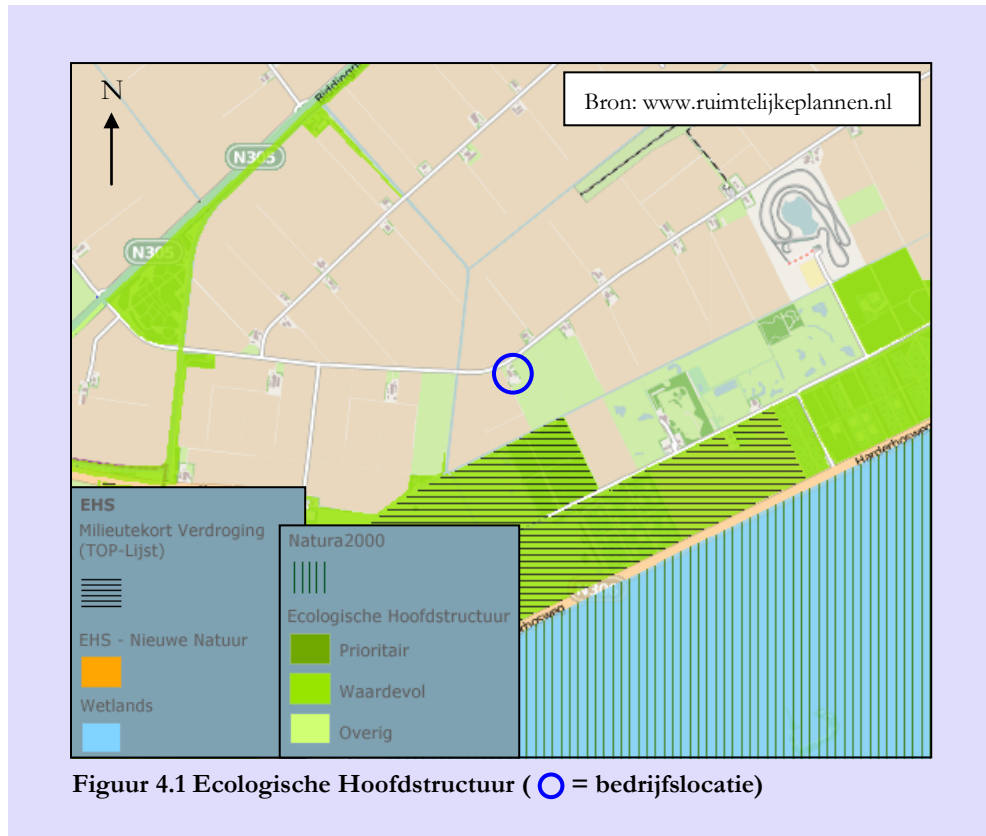 N
Bron: www.ruimtelijkeplannen.nl
N305
N305
Harderbosweg
EHS
Milieutekort Verdroging
(TOP-Lijst)
EHS - Nieuwe Natuur
Wetlands
Natura2000
Ecologische Hoofdstructuur
Prioritair
Waardevol
Overig
Figuur 4.1 Ecologische Hoofdstructuur ( = bedrijfslocatie)